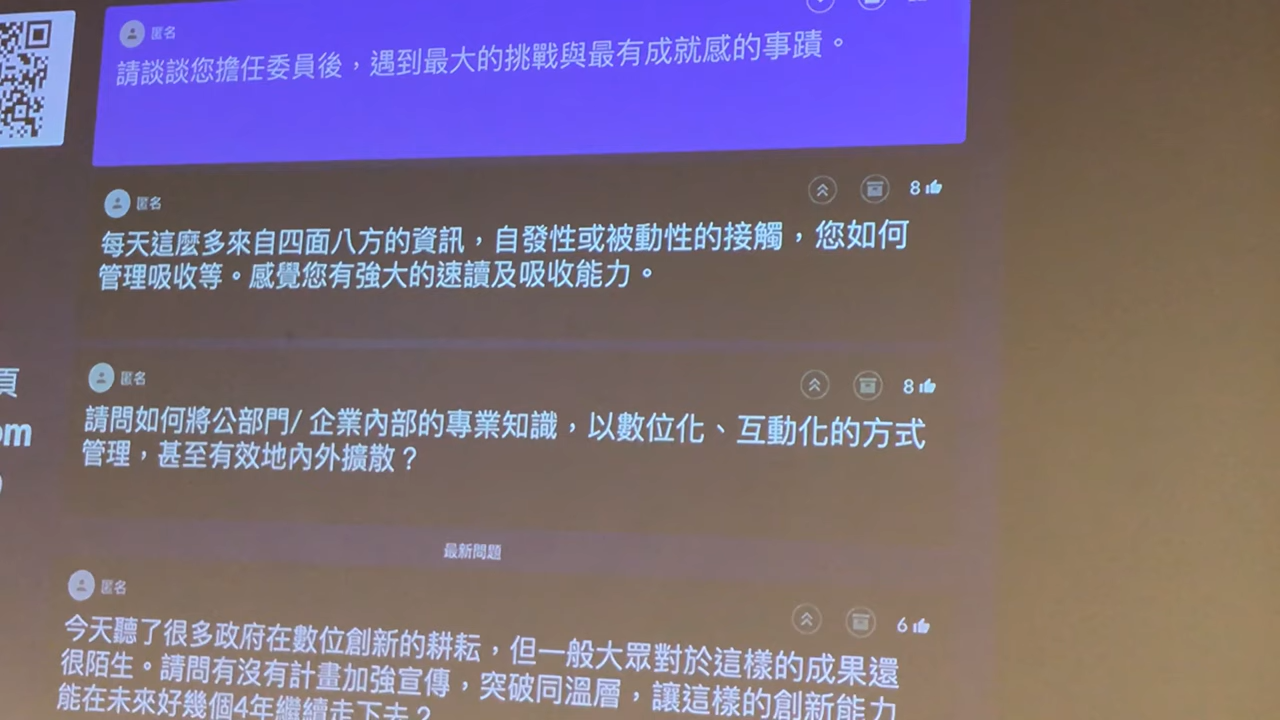 匿名
請談談您擔任委員後，遇到最大的挑戰與最有成就感的事蹟。
匿名
8
每天這麼多來自四面八方的資訊，自發性或被動性的接觸，您如何
管理吸收等。感覺您有強大的速讀及吸收能力。
匿名
8
請問如何將公部門/ 企業內部的專業知識，以數位化、互動化的方式
管理，甚至有效地內外擴散？
頁
om
最新問題
匿名
6
今天聽了很多政府在數位創新的耕耘，但一般大眾對於這樣的成果還
很陌生。請問有沒有計畫加強宣傳，突破同溫層，讓這樣的創新能力
能在未來好幾個4年繼續走下去？